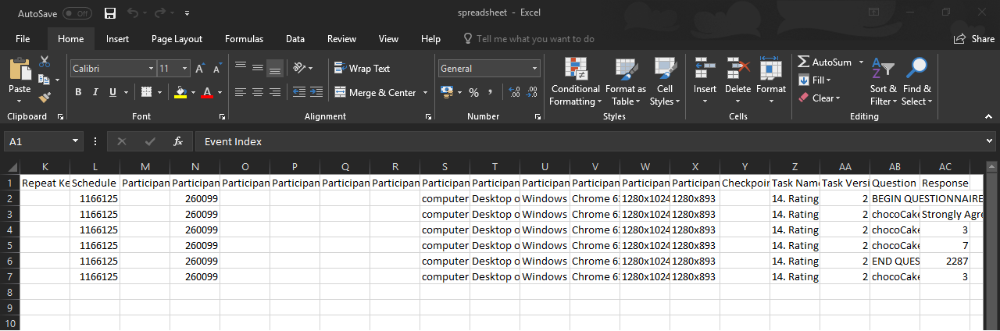 AutoSave Off spreadsheet - Excel
File Home Insert Page Layout Formulas Data Review View Help Tell me what you want to do Share
Calibri 11 Wrap Text General AutoSum
Paste Conditional Format as Cell Insert Delete Format Fill Sort & Find &
B I U A Merge & Center % , Formatting Table Styles Clear Filter Select
Clipboard Font Alignment Number Styles Cells Editing
A1 fx Event Index
K L M N O P Q R S T U V W X Y Z AA AB AC
1 Repeat Ke Schedule Participan Participan Participan Participan Participan Participan Participan Participan Participan Participan Participan Participan Checkpoin Task Name Task Versi Question Response
2 1166125 260099 computer Desktop o Windows Chrome 6 1280x1024 1280x893 14. Rating 2 BEGIN QUESTIONNAIRE
3 1166125 260099 computer Desktop o Windows Chrome 6 1280x1024 1280x893 14. Rating 2 chocoCake Strongly Agre
4 1166125 260099 computer Desktop o Windows Chrome 6 1280x1024 1280x893 14. Rating 2 chocoCake 3
5 1166125 260099 computer Desktop o Windows Chrome 6 1280x1024 1280x893 14. Rating 2 chocoCake 7
6 1166125 260099 computer Desktop o Windows Chrome 6 1280x1024 1280x893 14. Rating 2 END QUES 2287
7 1166125 260099 computer Desktop o Windows Chrome 6 1280x1024 1280x893 14. Rating 2 chocoCake 3
8
9
10